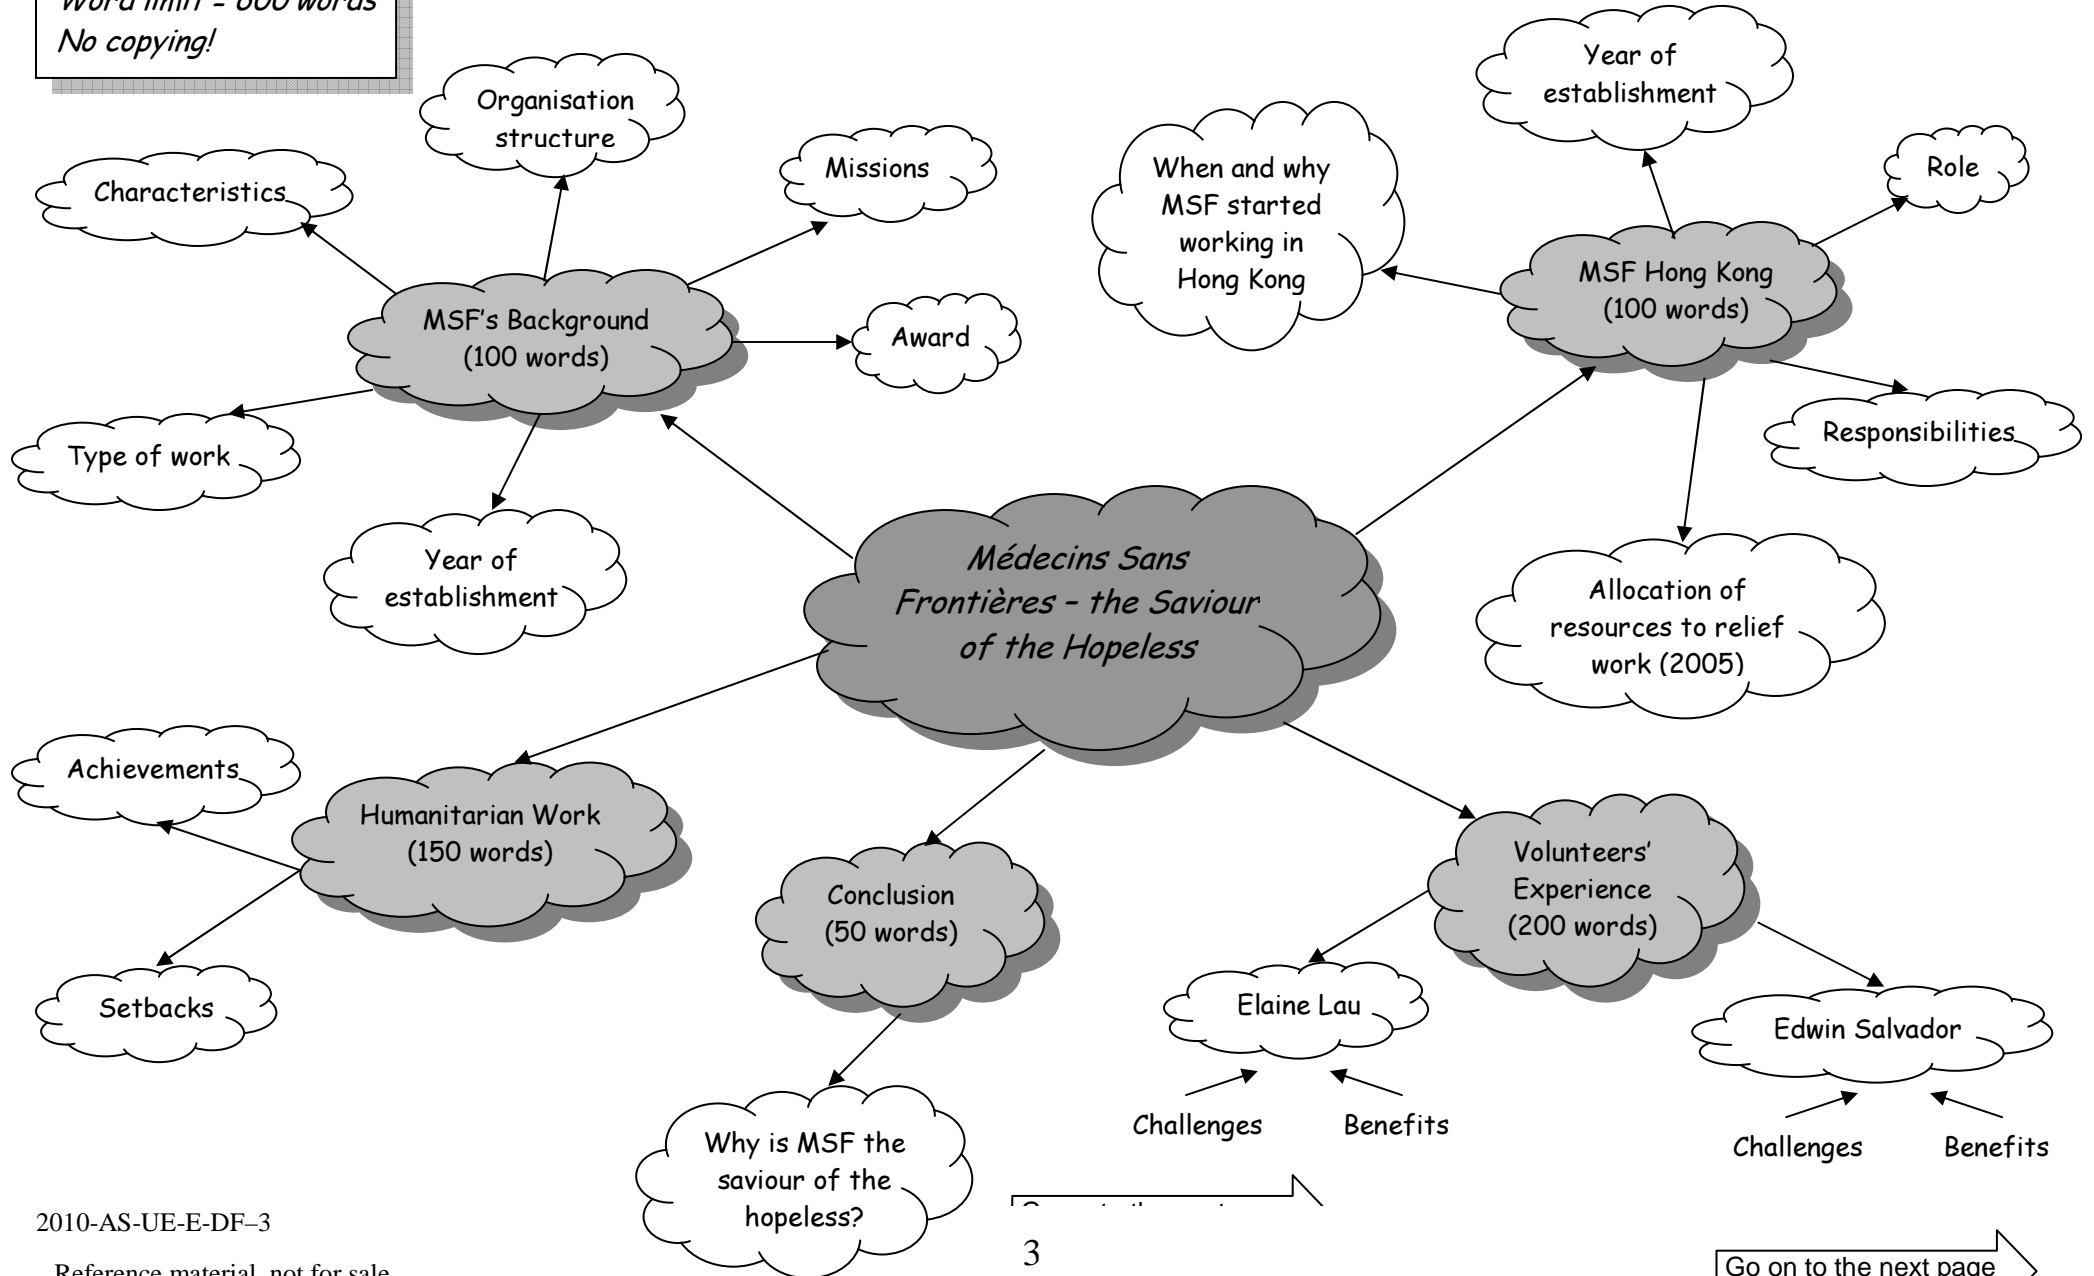 Word limit = 600 words
No copying!
Organisation
structure
Characteristics
Missions
MSF's Background
(100 words)
Award
Type of work
Year of
establishment
When and why
MSF started
working in
Hong Kong
Year of
establishment
Role
MSF Hong Kong
(100 words)
Responsibilities
Allocation of
resources to relief
work (2005)
Médecins Sans
Frontières – the Saviour
of the Hopeless
Achievements
Humanitarian Work
(150 words)
Setbacks
Conclusion
(50 words)
Why is MSF the
saviour of the
hopeless?
Volunteers'
Experience
(200 words)
Elaine Lau
Challenges
Benefits
Edwin Salvador
Challenges
Benefits
2010-AS-UE-E-DF–3
Reference material, not for sale
3
Go on to the next page